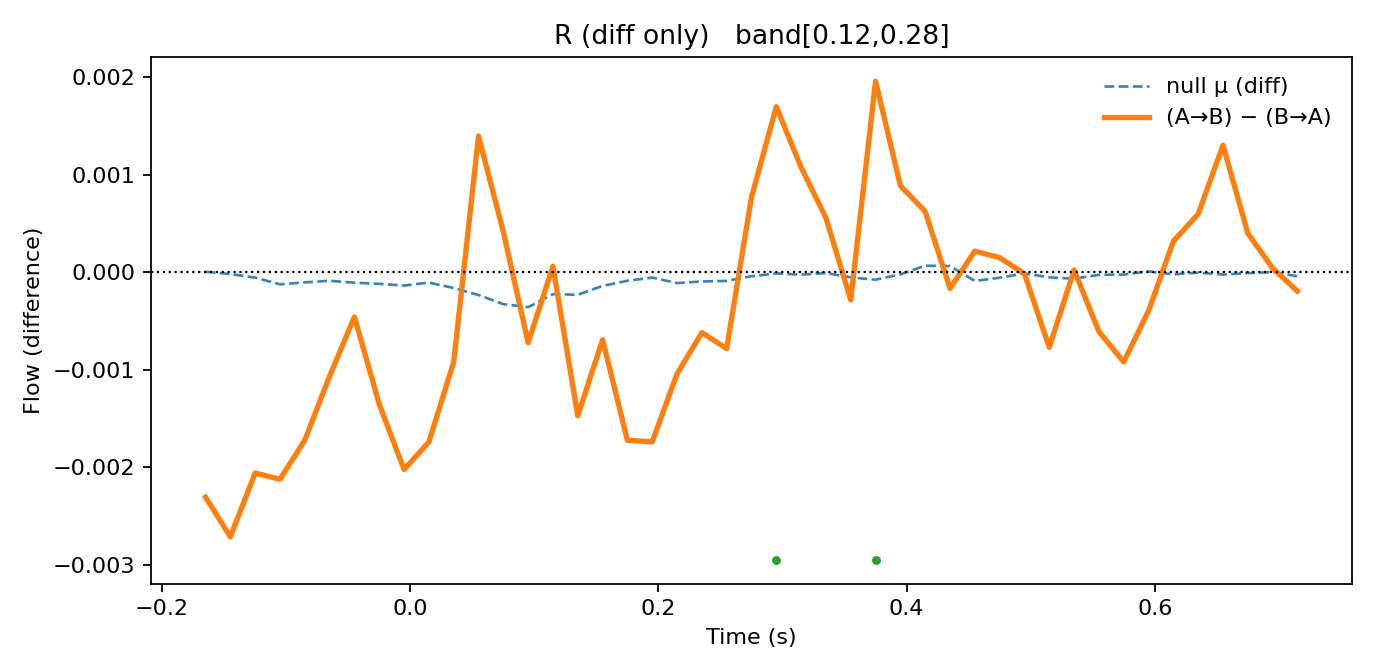 R (diff only)   band[0.12,0.28]
null μ (diff)
(A→B) − (B→A)
Flow (difference)
0.002
0.001
0.000
−0.001
−0.002
−0.003
−0.2
0.0
0.2
0.4
0.6
Time (s)